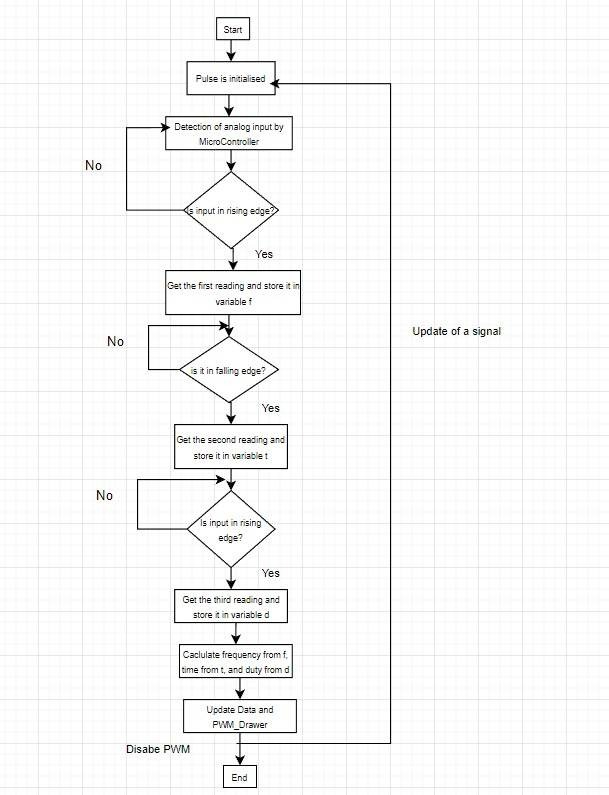 Start
Pulse is initialised
Detection of analog input by
MicroController
No
Is input in rising edge?
Yes
Get the first reading and store it in
variable f
Update of a signal
No
is it in falling edge?
Yes
Get the second reading and
store it in variable t
No
Is input in rising
edge?
Yes
Get the third reading and
store it in variable d
Caclulate frequency from f,
time from t, and duty from d
Update Data and
PWM_Drawer
Disabe PWM
End